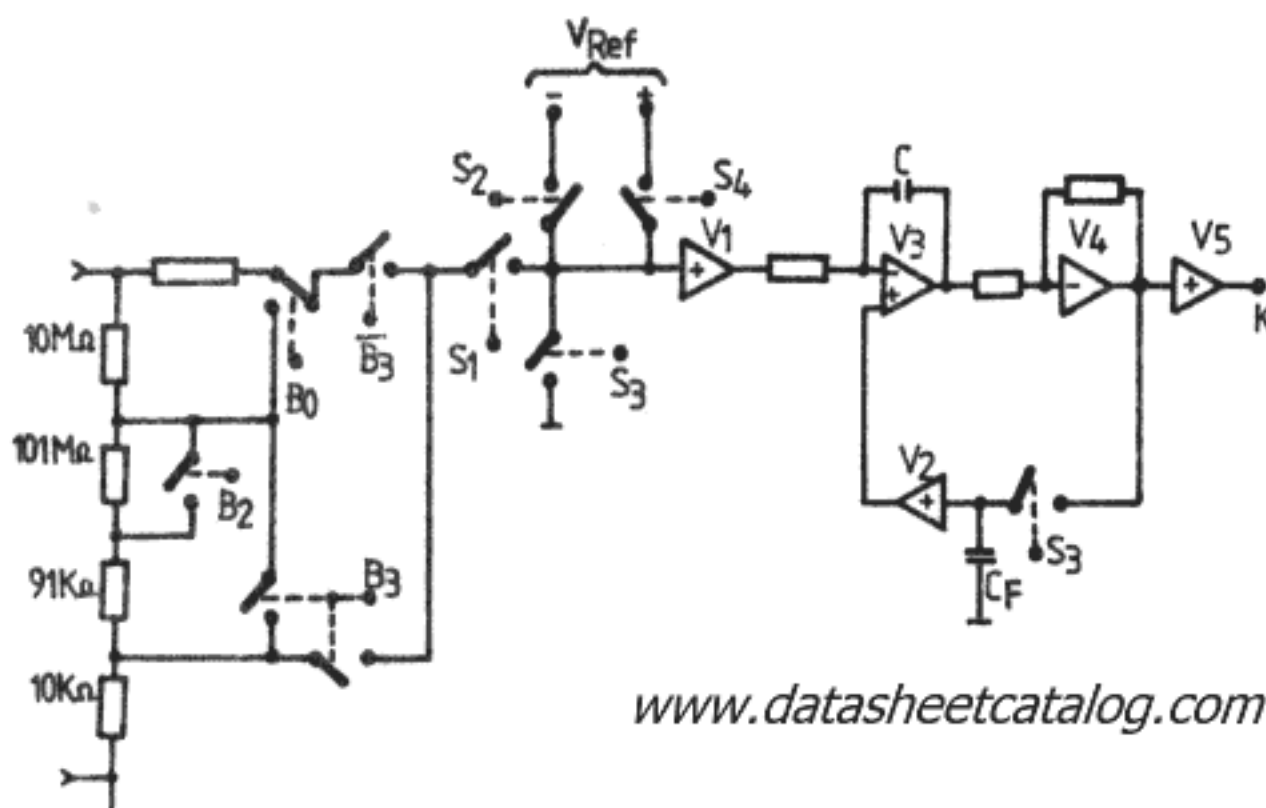 VRef
- +
S2
S4
C
V1
V3
V4
V5
- +
+
-
+
K
10MΩ
B0
B3
S1
S3
101MΩ
B2
V2
+
S3
CF
91KΩ
B3
10KΩ
www.datasheetcatalog.com